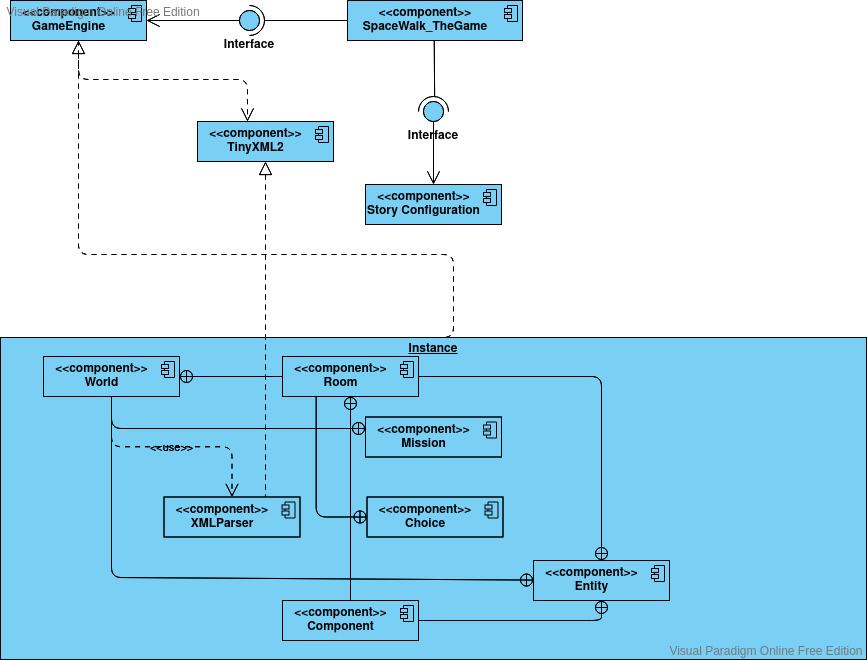 Visual Paradigm Online Free Edition
<<component>>
GameEngine
Interface
<<component>>
SpaceWalk_TheGame
<<component>>
TinyXML2
Interface
<<component>>
Story Configuration
Instance
<<component>>
World
<<component>>
Room
<<component>>
Mission
<<use>>
<<component>>
XMLParser
<<component>>
Choice
<<component>>
Entity
<<component>>
Component
Visual Paradigm Online Free Edition